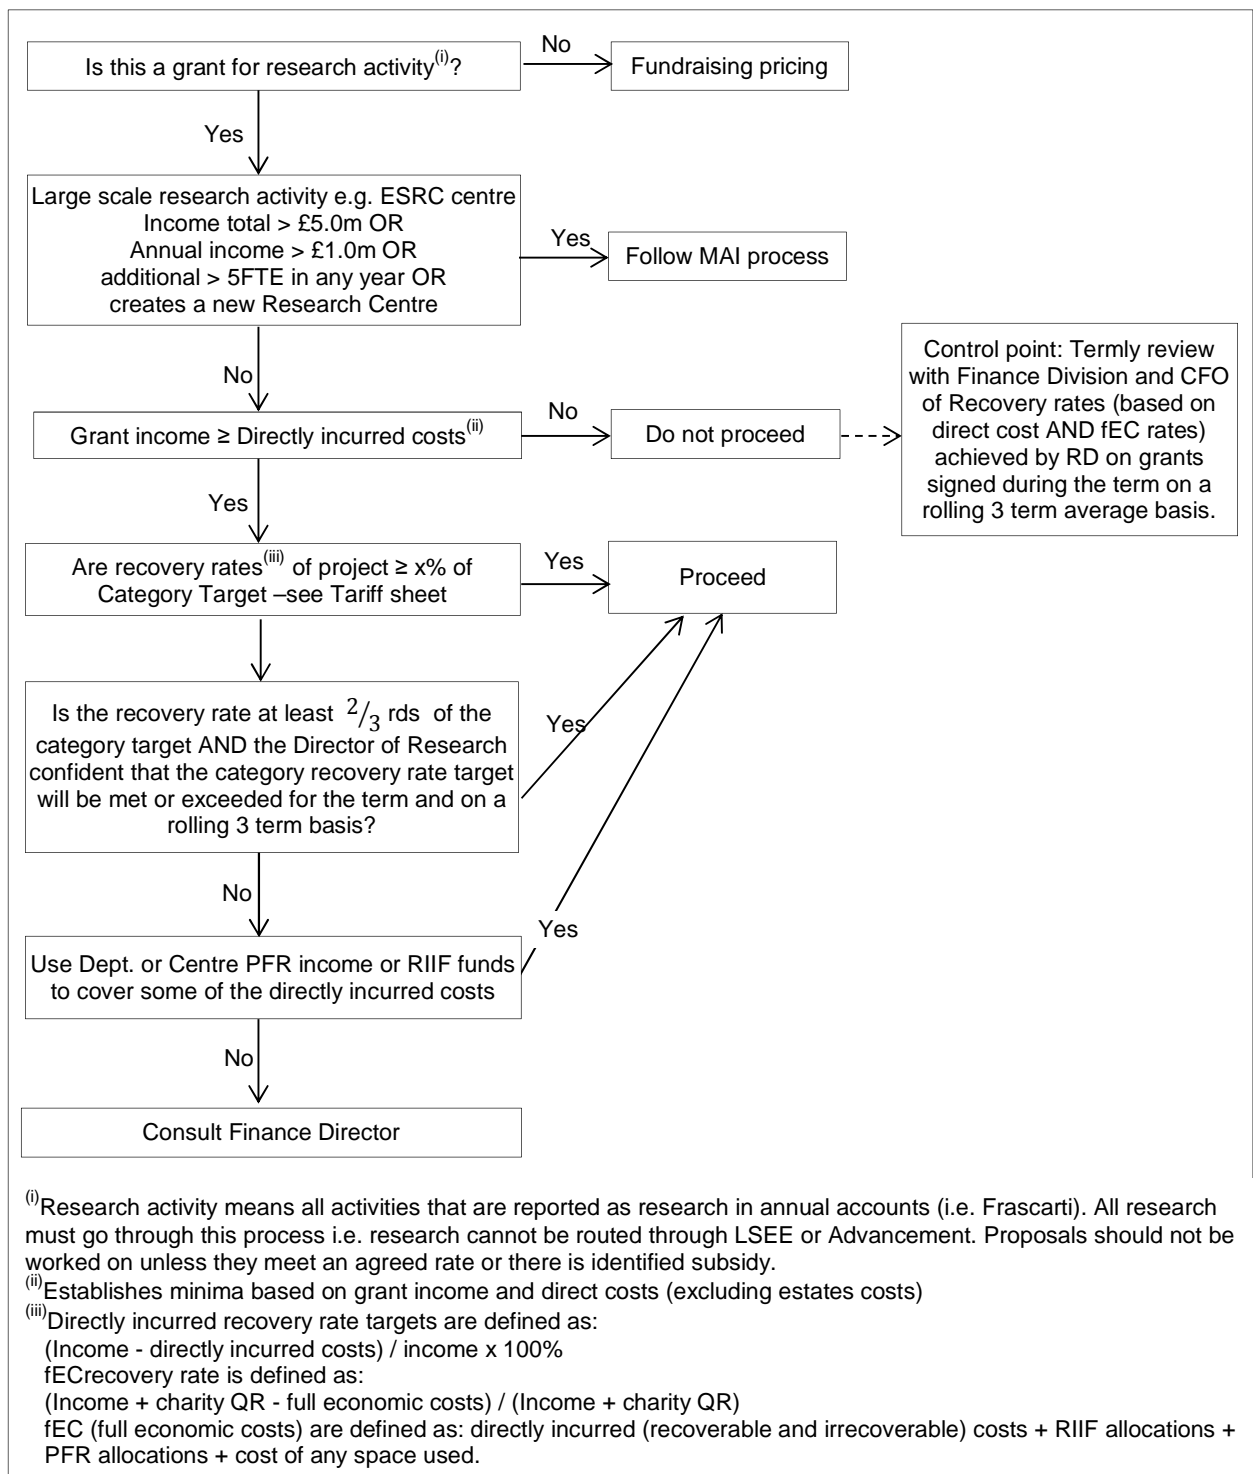 Is this a grant for research activity(i)?
No
Fundraising pricing
Yes
Large scale research activity e.g. ESRC centre
Income total > £5.0m OR
Annual income > £1.0m OR
additional > 5FTE in any year OR
creates a new Research Centre
Yes
Follow MAI process
No
Grant income ≥ Directly incurred costs(ii)
No
Do not proceed
Control point: Termly review
with Finance Division and CFO
of Recovery rates (based on
direct cost AND fEC rates)
achieved by RD on grants
signed during the term on a
rolling 3 term average basis.
Yes
Are recovery rates(iii) of project ≥ x% of
Category Target –see Tariff sheet
Yes
Proceed
Is the recovery rate at least 2/3 rds of the
category target AND the Director of Research
confident that the category recovery rate target
will be met or exceeded for the term and on a
rolling 3 term basis?
Yes
No
Use Dept. or Centre PFR income or RIIF funds
to cover some of the directly incurred costs
Yes
No
Consult Finance Director
(i)Research activity means all activities that are reported as research in annual accounts (i.e. Frascarti). All research
must go through this process i.e. research cannot be routed through LSEE or Advancement. Proposals should not be
worked on unless they meet an agreed rate or there is identified subsidy.
(ii)Establishes minima based on grant income and direct costs (excluding estates costs)
(iii)Directly incurred recovery rate targets are defined as:
(Income - directly incurred costs) / income x 100%
fECrecovery rate is defined as:
(Income + charity QR - full economic costs) / (Income + charity QR)
fEC (full economic costs) are defined as: directly incurred (recoverable and irrecoverable) costs + RIIF allocations +
PFR allocations + cost of any space used.